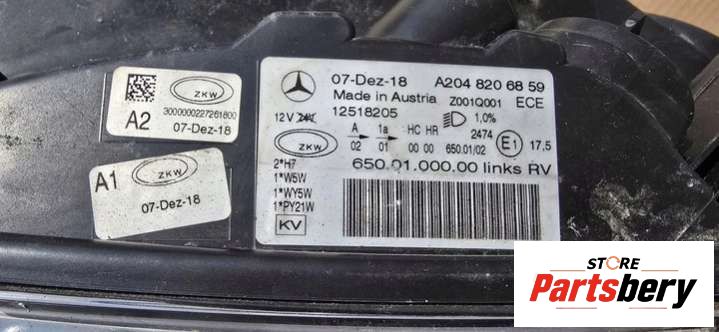 ZKW
3000000227261800
A2
07-Dez-18
A1
ZKW
07-Dez-18
07-Dez-18 A204 820 68 59
Made in Austria Z001Q001 ECE
12518205
12V 24V 1,0%
A 1a HC HR 2474 E1 17,5
ZKW 02 01 00 00 650.01/02
2*H7 650.01.000.00 links RV
1*W5W
1*WY5W
1*PY21W
KV
STORE
Partsbery